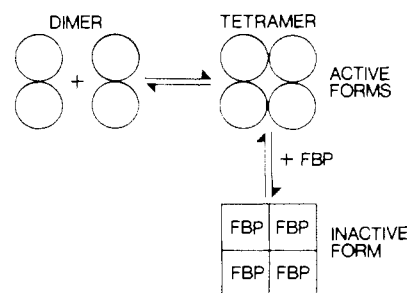 DIMER
TETRAMER
+
ACTIVE
FORMS
+ FBP
FBP FBP
FBP FBP
INACTIVE
FORM